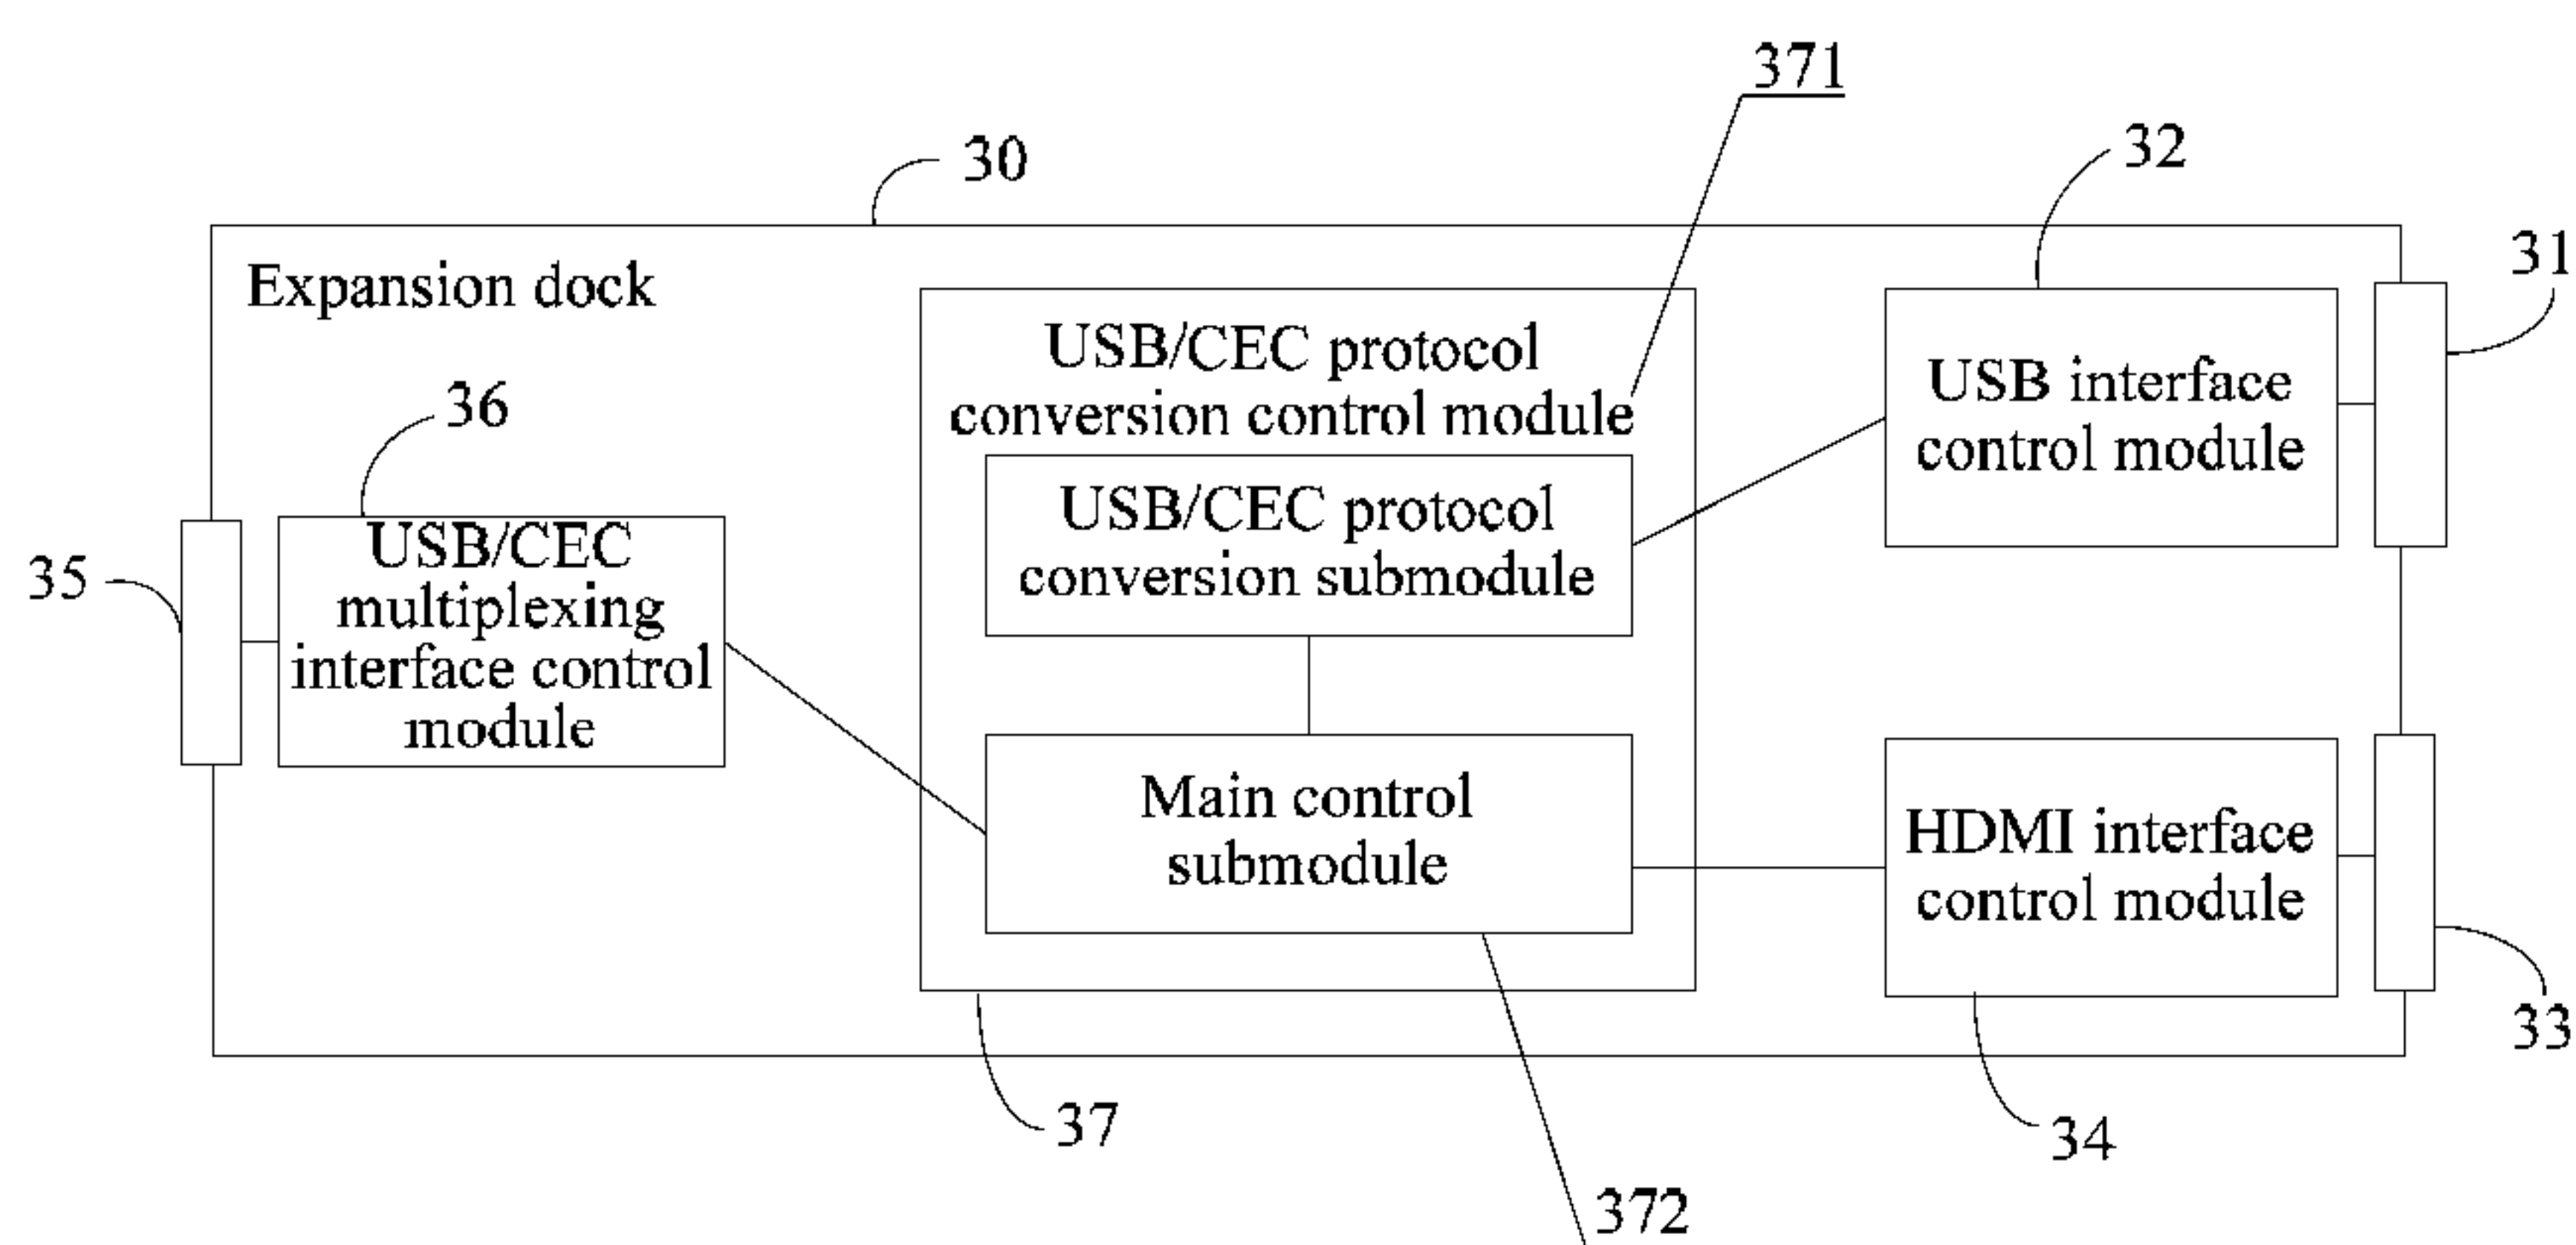 371
30
32
31
Expansion dock
USB/CEC protocol
conversion control module
USB interface
control module
36
USB/CEC
multiplexing
interface control
module
35
USB/CEC protocol
conversion submodule
Main control
submodule
HDMI interface
control module
33
37
34
372